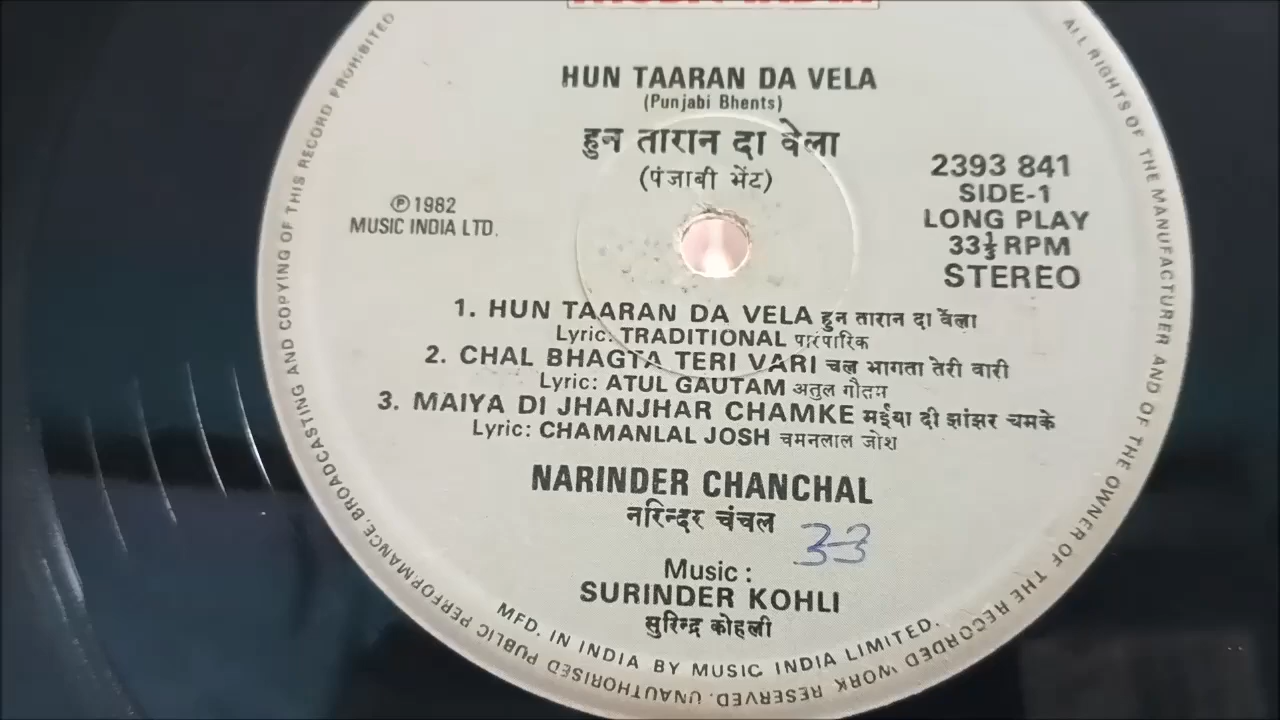 HUN TAARAN DA VELA
(Punjabi Bhents)
हुन तारान दा वेला
(पंजाबी भेंट)
℗ 1982
MUSIC INDIA LTD.
2393 841
SIDE-1
LONG PLAY
33⅓ RPM
STEREO
1. HUN TAARAN DA VELA हुन तारान दा वेला
Lyric: TRADITIONAL पारंपारिक
2. CHAL BHAGTA TERI VARI चल भागता तेरी वारी
Lyric: ATUL GAUTAM अतुल गौतम
3. MAIYA DI JHANJHAR CHAMKE मईया दी झांझर चमके
Lyric: CHAMANLAL JOSH चमनलाल जोश
NARINDER CHANCHAL
नरिन्दर चंचल
33
Music :
SURINDER KOHLI
सुरिन्द्र कोहली
MFD. IN INDIA BY MUSIC INDIA LIMITED.
ALL RIGHTS OF THE MANUFACTURER AND OF THE OWNER OF THE RECORDED WORK RESERVED. UNAUTHORISED PUBLIC PERFORMANCE, BROADCASTING AND COPYING OF THIS RECORD PROHIBITED